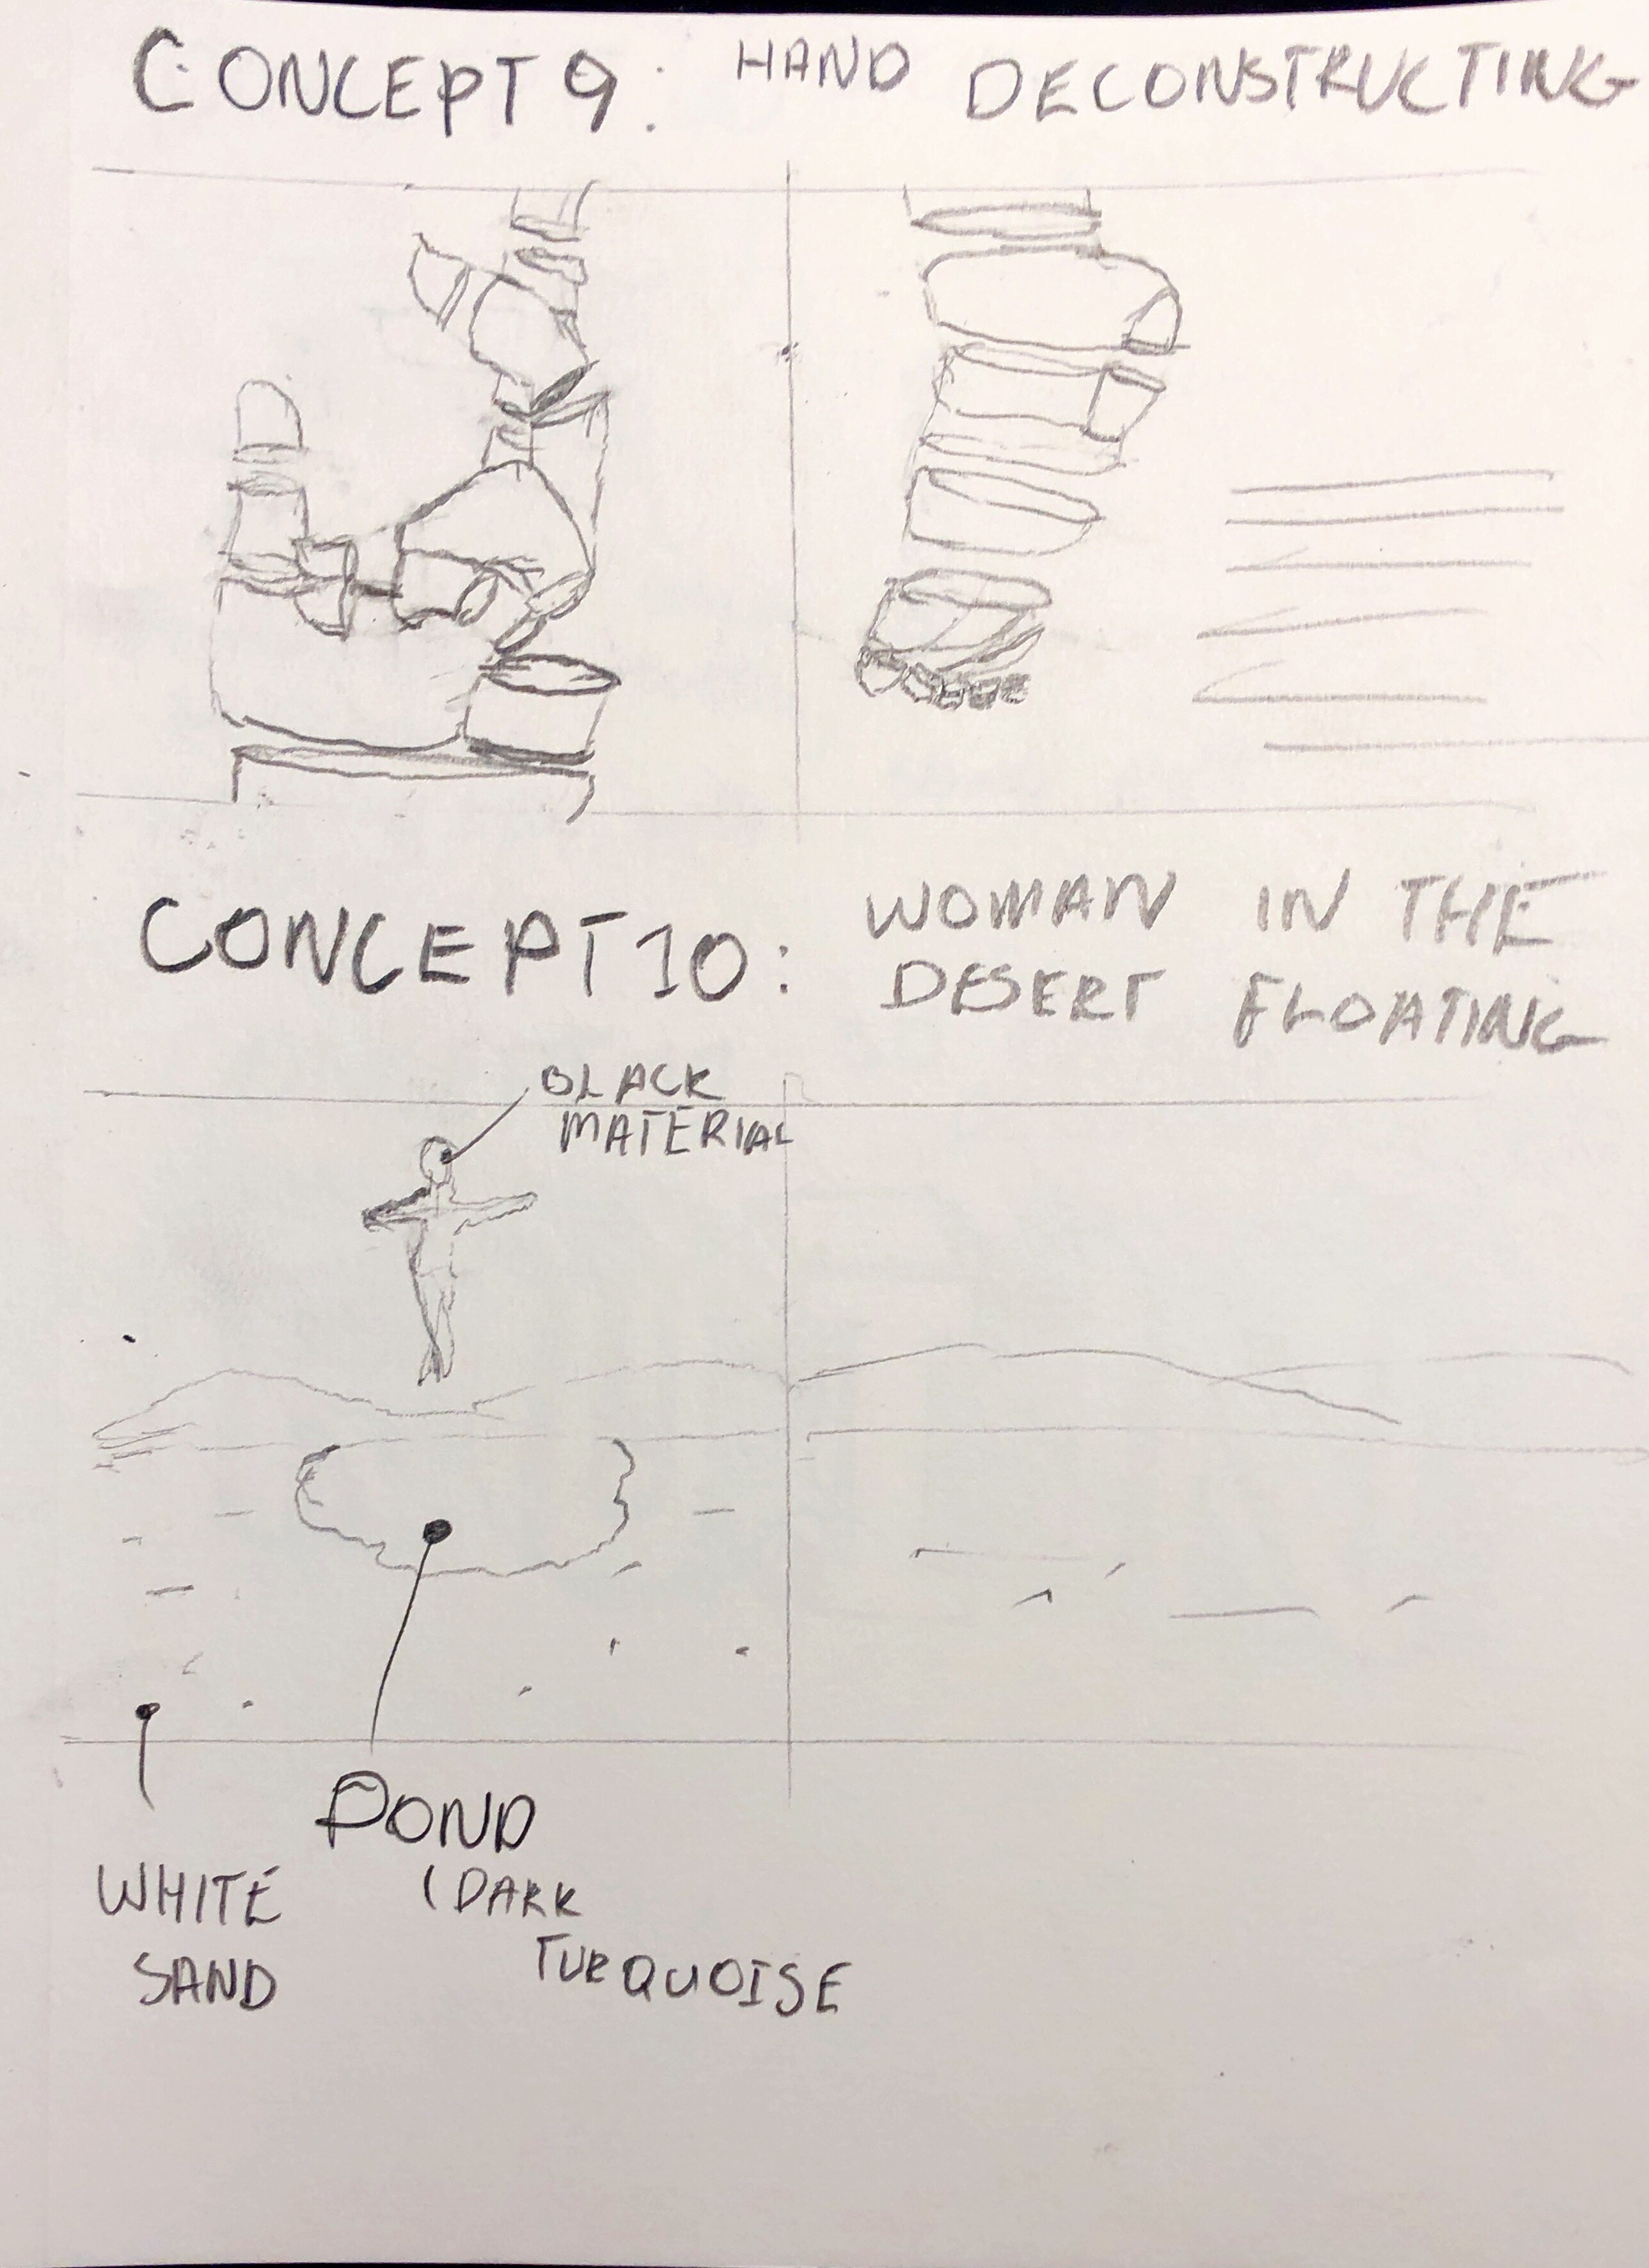 CONCEPT 9: HAND DECONSTRUCTING
CONCEPT 10: WOMAN IN THE
DESERT FLOATING
BLACK
MATERIAL
POND
WHITE
SAND
(DARK
TURQUOISE